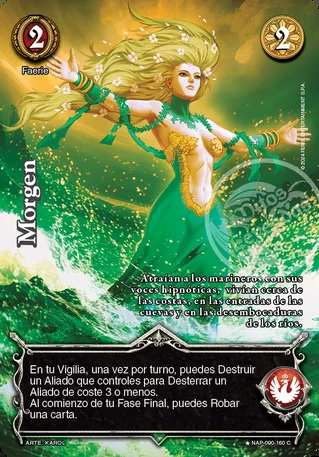 2
2
Faerie
Morgen
Atraían a los marineros con sus
voces hipnóticas, vivían cerca de
las costas, en las entradas de las
cuevas y en las desembocaduras
de los ríos.
En tu Vigilia, una vez por turno, puedes Destruir
un Aliado que controles para Desterrar un
Aliado de coste 3 o menos.
Al comienzo de tu Fase Final, puedes Robar
una carta.
ARTE: KAROL
★ NAP-090-160 C